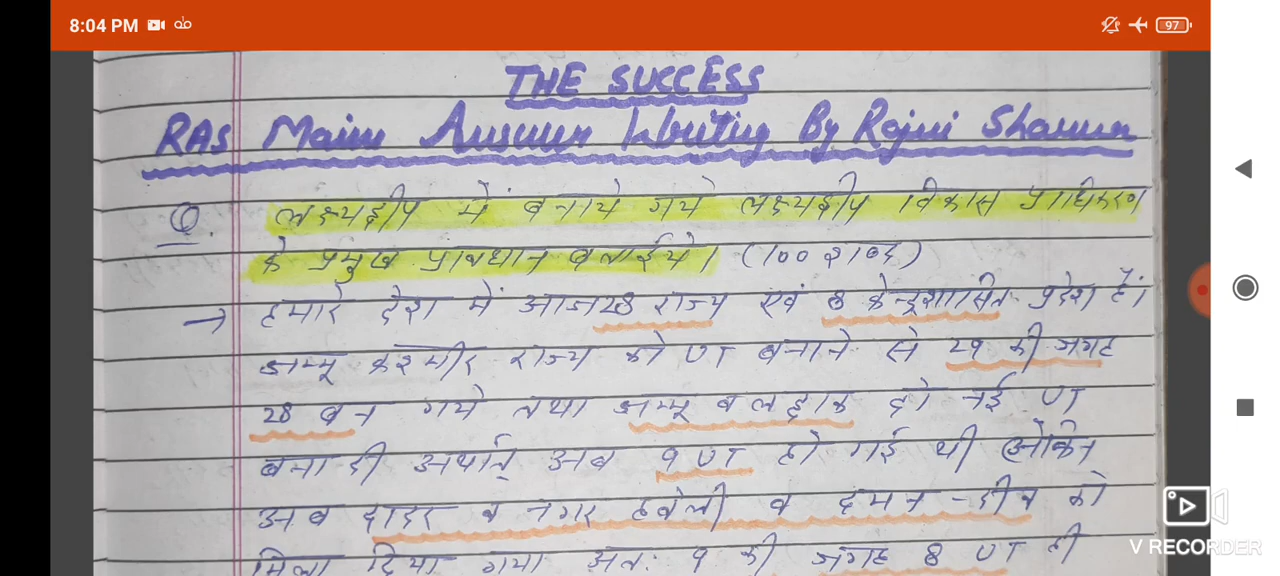 8:04 PM
97
THE SUCCESS
RAS Mains Answer Writing By Rajni Sharma
Q. लक्ष्यद्वीप में बनाये गये लक्ष्यद्वीप विकास प्राधिकरण
के प्रमुख प्रावधान बताईये। (100 शब्द)
→ हमारे देश में आज 28 राज्य एवं 8 केन्द्रशासित प्रदेश हैं।
जम्मू कश्मीर राज्य को UT बनाने से 29 की जगह
28 बन गये तथा जम्मू व लद्दाक दो नई UT
बना दी अर्थात् अब 9 UT हो गई थी लेकिन
अब दादर व नगर हवेली व दमन-दीव को
मिला दिया गया अतः 9 की जगह 8 UT ही
V RECORDER